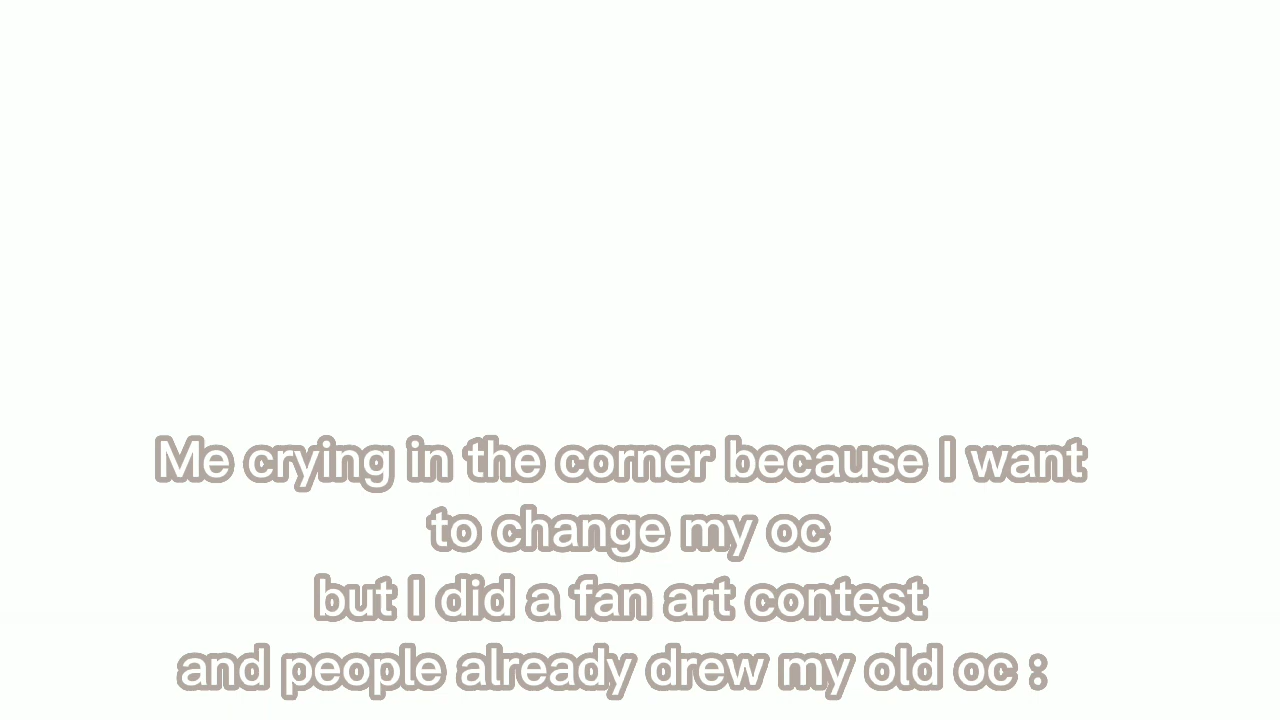 Me crying in the corner because I want
to change my oc
but I did a fan art contest
and people already drew my old oc :